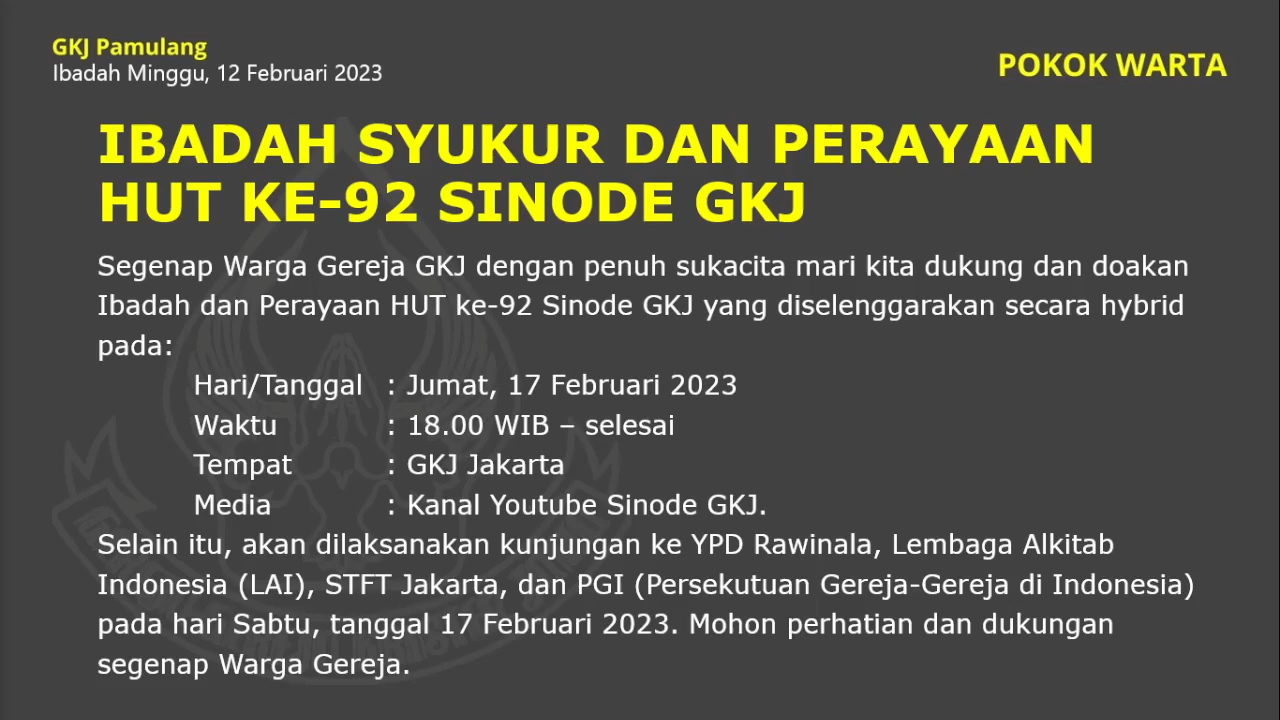 GKJ Pamulang
Ibadah Minggu, 12 Februari 2023
POKOK WARTA
IBADAH SYUKUR DAN PERAYAAN
HUT KE-92 SINODE GKJ
Segenap Warga Gereja GKJ dengan penuh sukacita mari kita dukung dan doakan
Ibadah dan Perayaan HUT ke-92 Sinode GKJ yang diselenggarakan secara hybrid
pada:
Hari/Tanggal : Jumat, 17 Februari 2023
Waktu : 18.00 WIB – selesai
Tempat : GKJ Jakarta
Media : Kanal Youtube Sinode GKJ.
Selain itu, akan dilaksanakan kunjungan ke YPD Rawinala, Lembaga Alkitab
Indonesia (LAI), STFT Jakarta, dan PGI (Persekutuan Gereja-Gereja di Indonesia)
pada hari Sabtu, tanggal 17 Februari 2023. Mohon perhatian dan dukungan
segenap Warga Gereja.